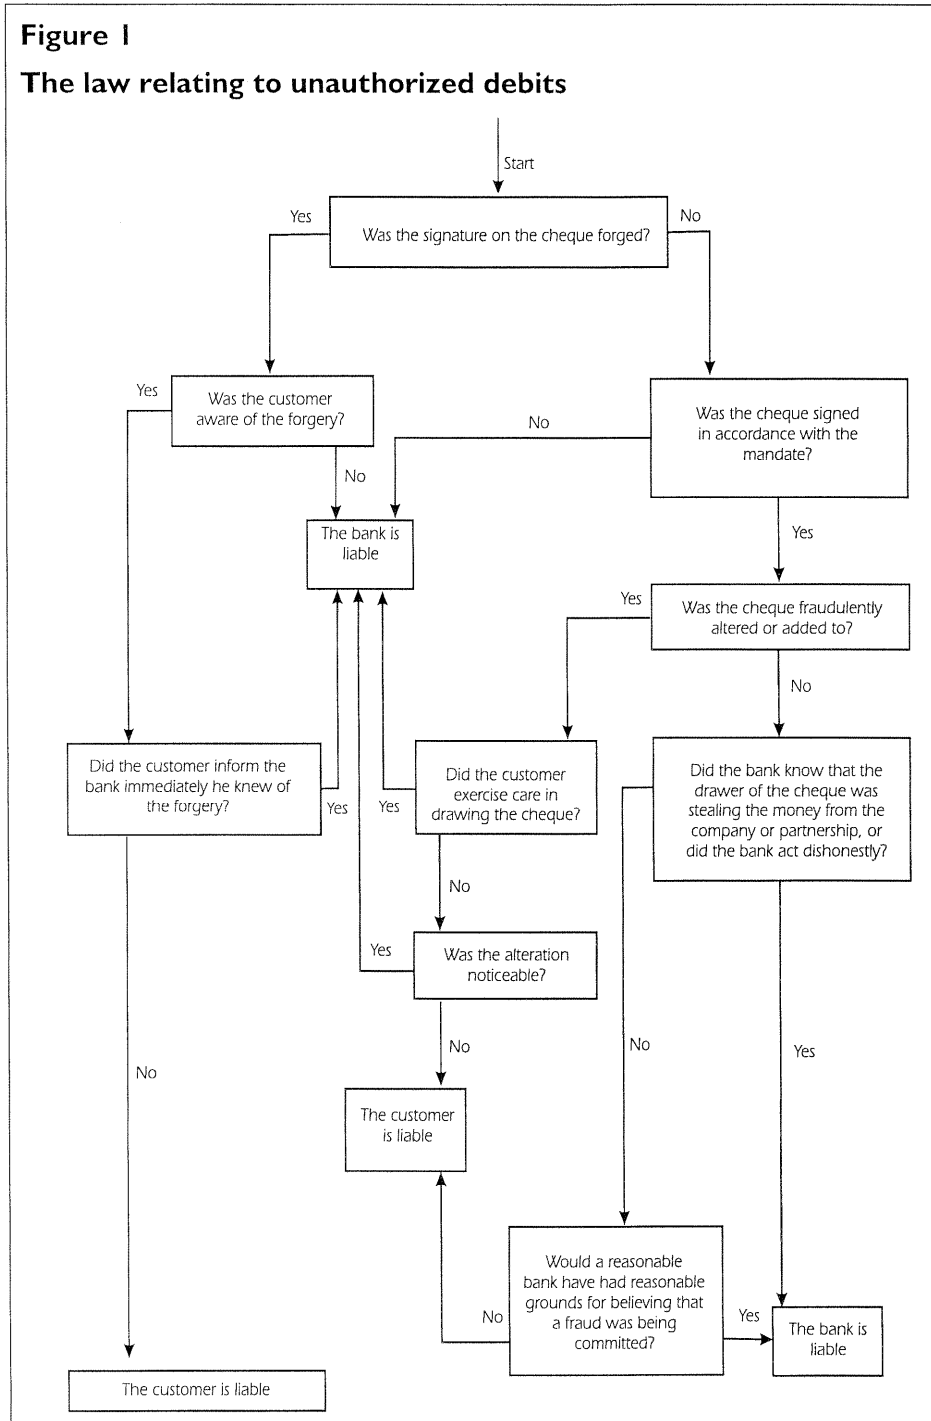 Figure 1
The law relating to unauthorized debits
Start
Yes
No
Was the signature on the cheque forged?
Yes
Was the customer
aware of the forgery?
No
Was the cheque signed
in accordance with the
mandate?
No
Yes
The bank is
liable
Yes
Was the cheque fraudulently
altered or added to?
No
Did the customer inform the
bank immediately he knew of
the forgery?
Yes
Yes
Did the customer
exercise care in
drawing the cheque?
Did the bank know that the
drawer of the cheque was
stealing the money from the
company or partnership, or
did the bank act dishonestly?
No
Yes
Was the alteration
noticeable?
No
No
No
Yes
The customer
is liable
Would a reasonable
bank have had reasonable
grounds for believing that
a fraud was being
committed?
No
Yes
The bank is
liable
The customer is liable